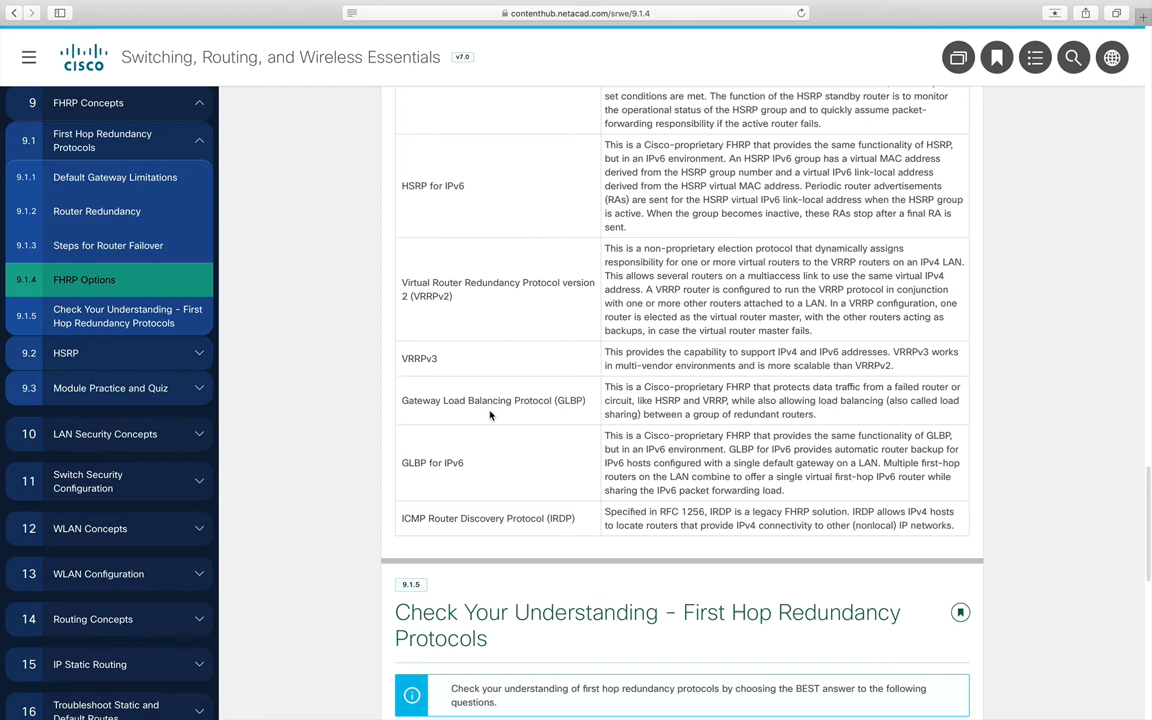 contenthub.netacad.com/srwe/9.1.4
CISCO
Switching, Routing, and Wireless Essentials
v7.0
9 FHRP Concepts
9.1 First Hop Redundancy
Protocols
9.1.1 Default Gateway Limitations
9.1.2 Router Redundancy
9.1.3 Steps for Router Failover
9.1.4 FHRP Options
9.1.5 Check Your Understanding - First
Hop Redundancy Protocols
9.2 HSRP
9.3 Module Practice and Quiz
10 LAN Security Concepts
11 Switch Security
Configuration
12 WLAN Concepts
13 WLAN Configuration
14 Routing Concepts
15 IP Static Routing
16 Troubleshoot Static and
Default Routes
set conditions are met. The function of the HSRP standby router is to monitor
the operational status of the HSRP group and to quickly assume packet-
forwarding responsibility if the active router fails.
HSRP for IPv6
This is a Cisco-proprietary FHRP that provides the same functionality of HSRP,
but in an IPv6 environment. An HSRP IPv6 group has a virtual MAC address
derived from the HSRP group number and a virtual IPv6 link-local address
derived from the HSRP virtual MAC address. Periodic router advertisements
(RAs) are sent for the HSRP virtual IPv6 link-local address when the HSRP group
is active. When the group becomes inactive, these RAs stop after a final RA is
sent.
Virtual Router Redundancy Protocol version
2 (VRRPv2)
This is a non-proprietary election protocol that dynamically assigns
responsibility for one or more virtual routers to the VRRP routers on an IPv4 LAN.
This allows several routers on a multiaccess link to use the same virtual IPv4
address. A VRRP router is configured to run the VRRP protocol in conjunction
with one or more other routers attached to a LAN. In a VRRP configuration, one
router is elected as the virtual router master, with the other routers acting as
backups, in case the virtual router master fails.
VRRPv3
This provides the capability to support IPv4 and IPv6 addresses. VRRPv3 works
in multi-vendor environments and is more scalable than VRRPv2.
Gateway Load Balancing Protocol (GLBP)
This is a Cisco-proprietary FHRP that protects data traffic from a failed router or
circuit, like HSRP and VRRP, while also allowing load balancing (also called load
sharing) between a group of redundant routers.
GLBP for IPv6
This is a Cisco-proprietary FHRP that provides the same functionality of GLBP,
but in an IPv6 environment. GLBP for IPv6 provides automatic router backup for
IPv6 hosts configured with a single default gateway on a LAN. Multiple first-hop
routers on the LAN combine to offer a single virtual first-hop IPv6 router while
sharing the IPv6 packet forwarding load.
ICMP Router Discovery Protocol (IRDP)
Specified in RFC 1256, IRDP is a legacy FHRP solution. IRDP allows IPv4 hosts
to locate routers that provide IPv4 connectivity to other (nonlocal) IP networks.
9.1.5
Check Your Understanding - First Hop Redundancy
Protocols
Check your understanding of first hop redundancy protocols by choosing the BEST answer to the following
questions.